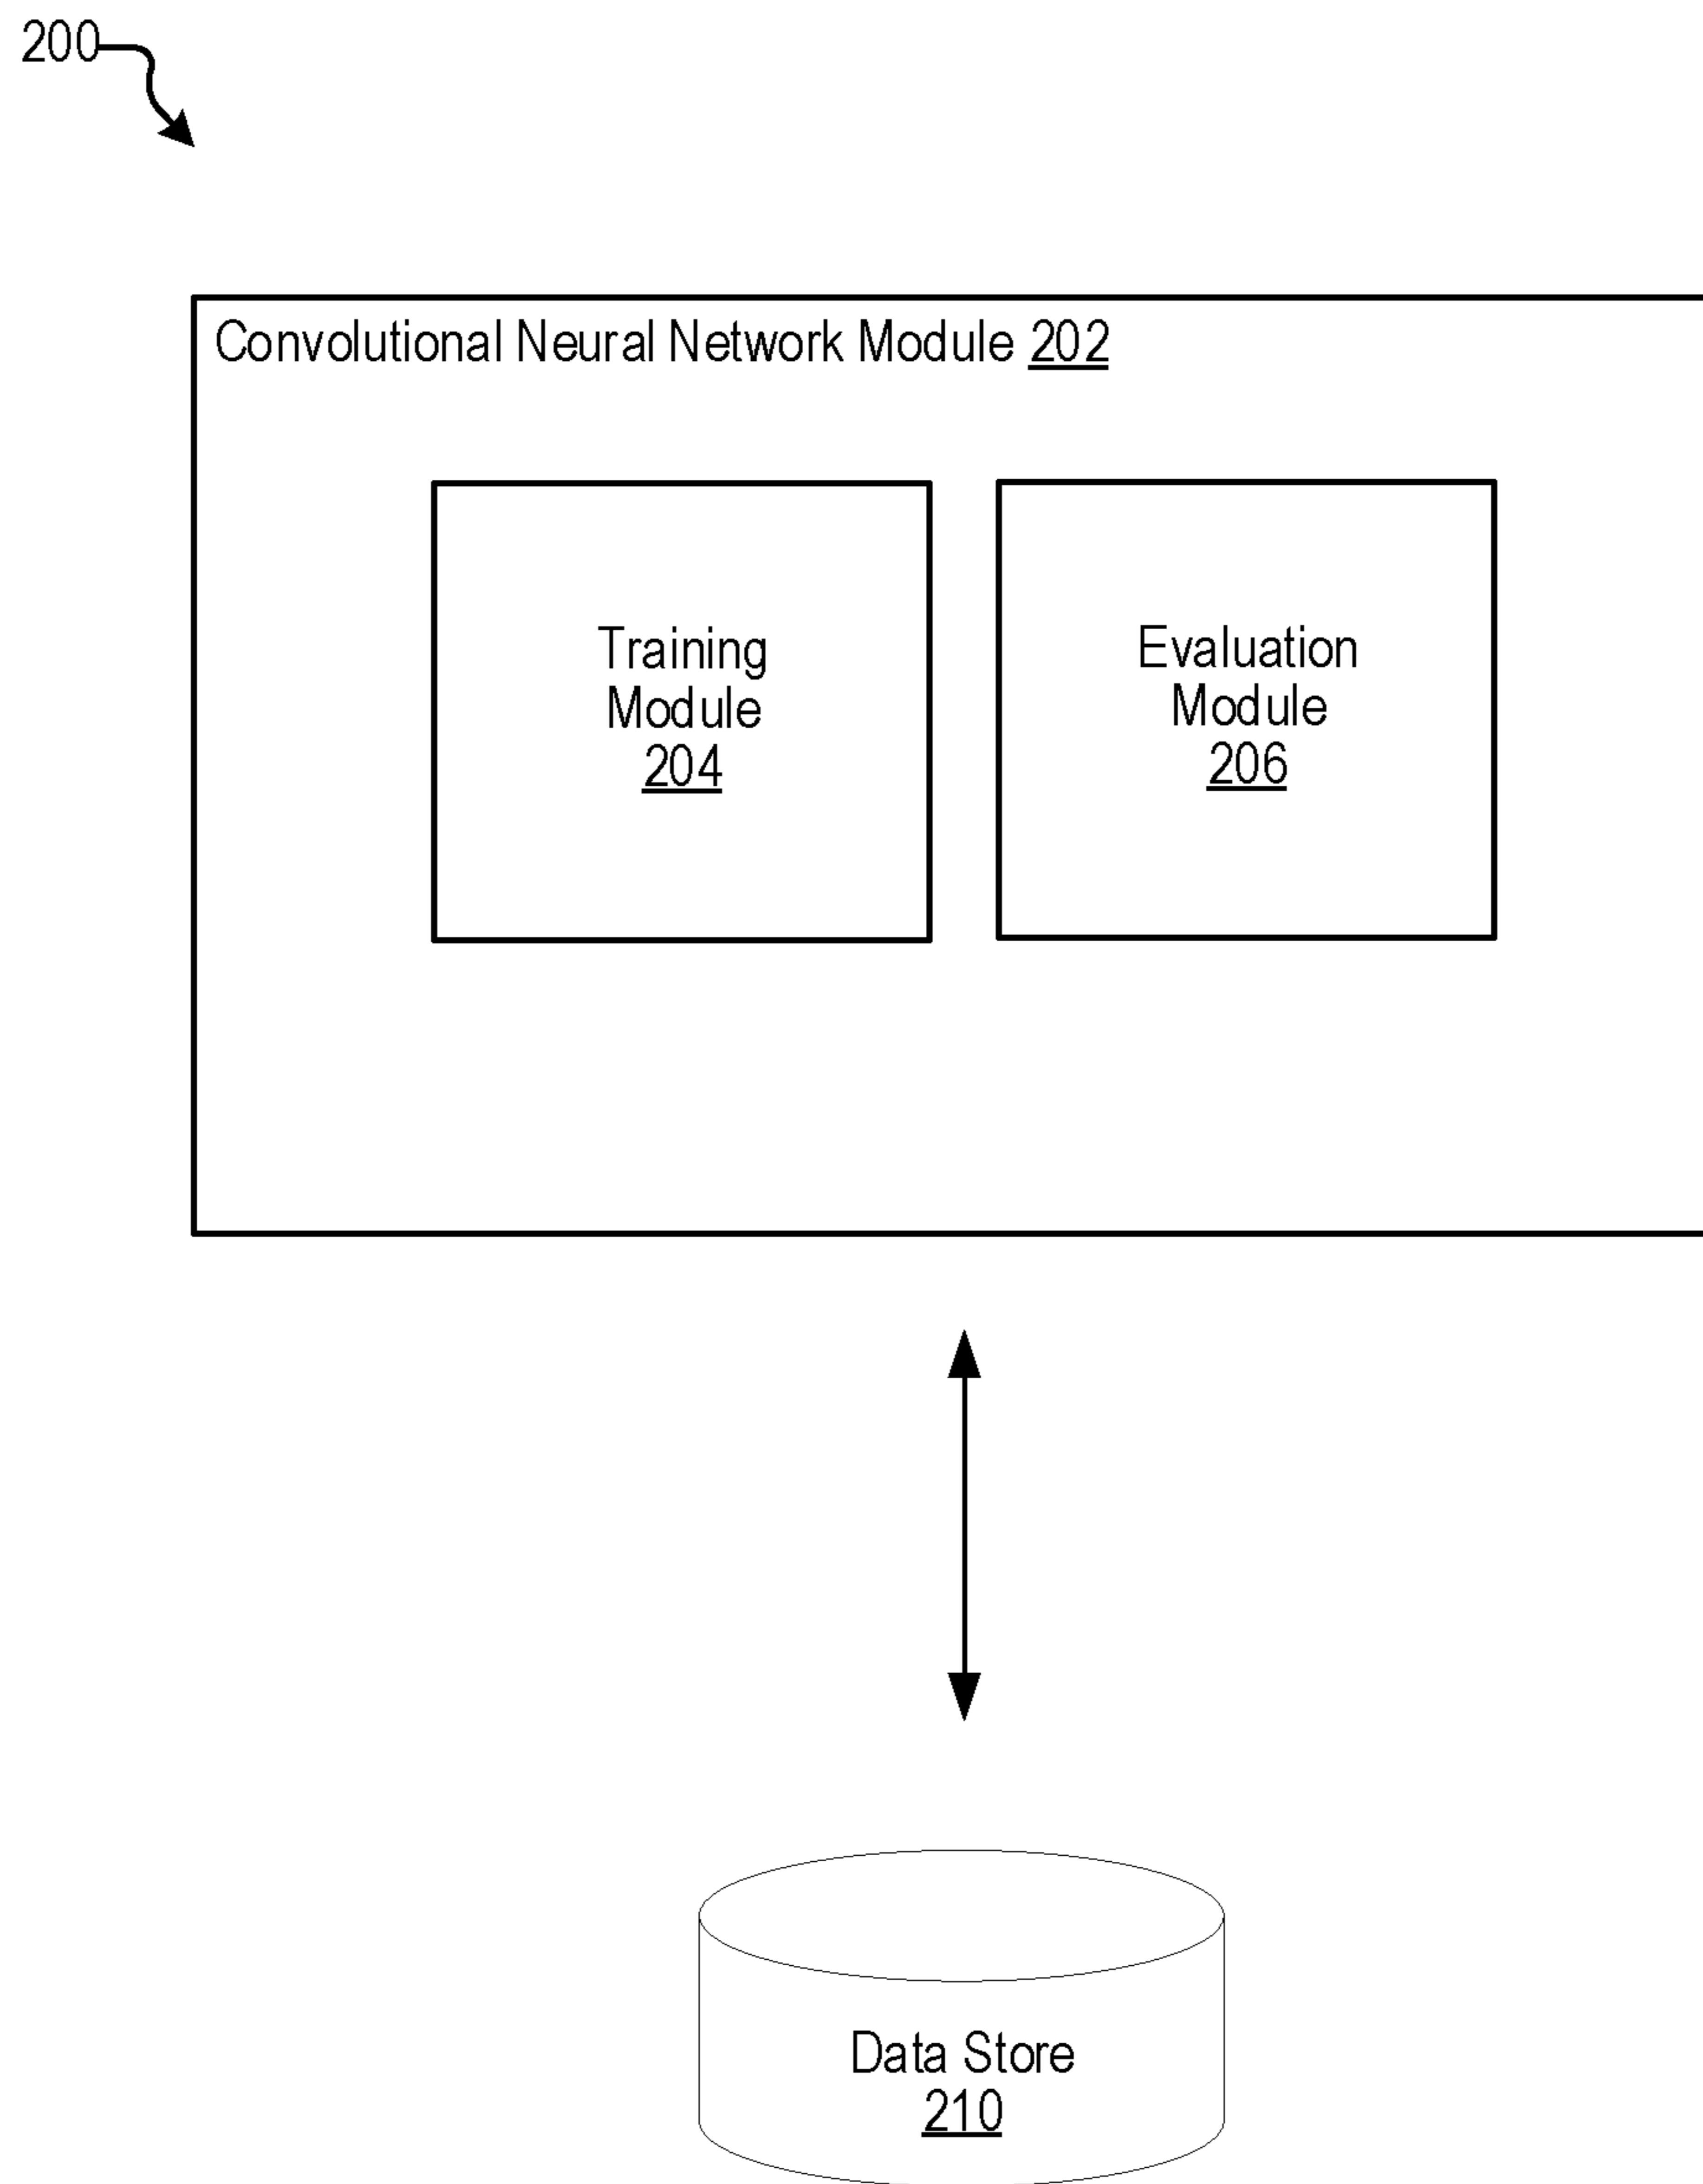 200
Convolutional Neural Network Module 202
Training
Module
204
Evaluation
Module
206
Data Store
210